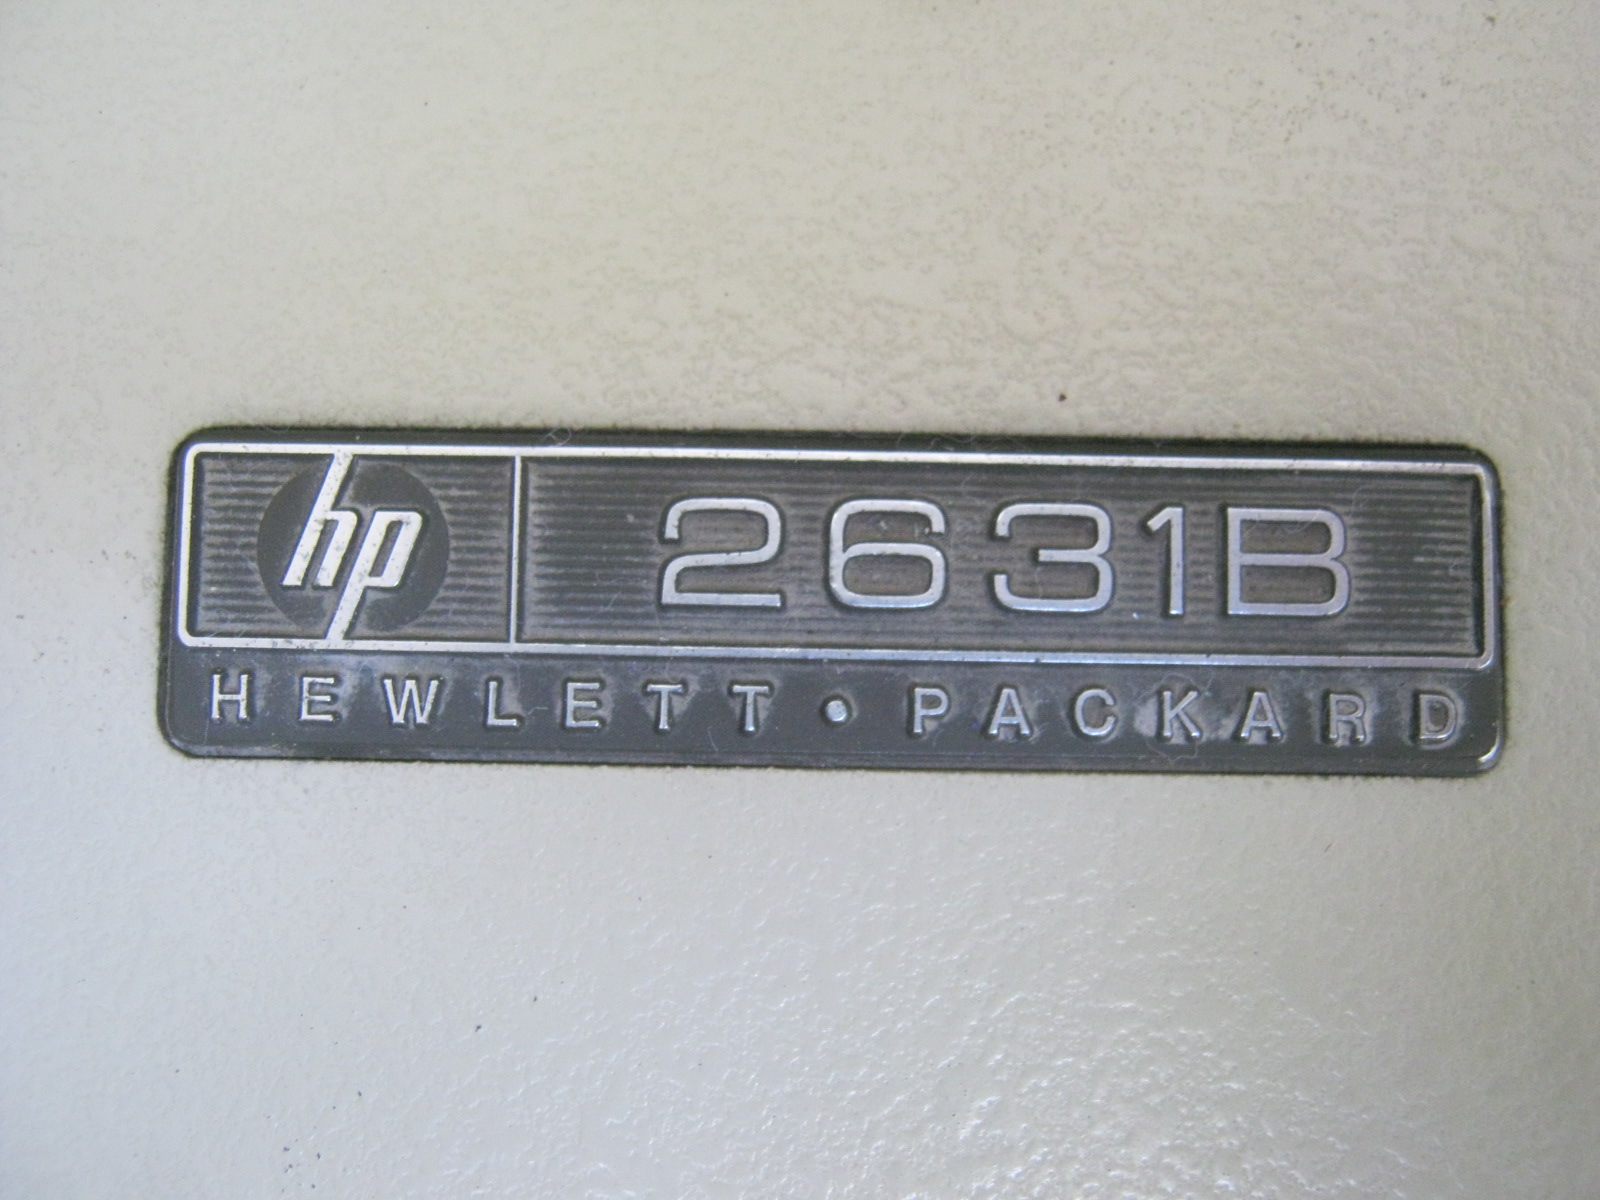 hp 2631B
HEWLETT • PACKARD